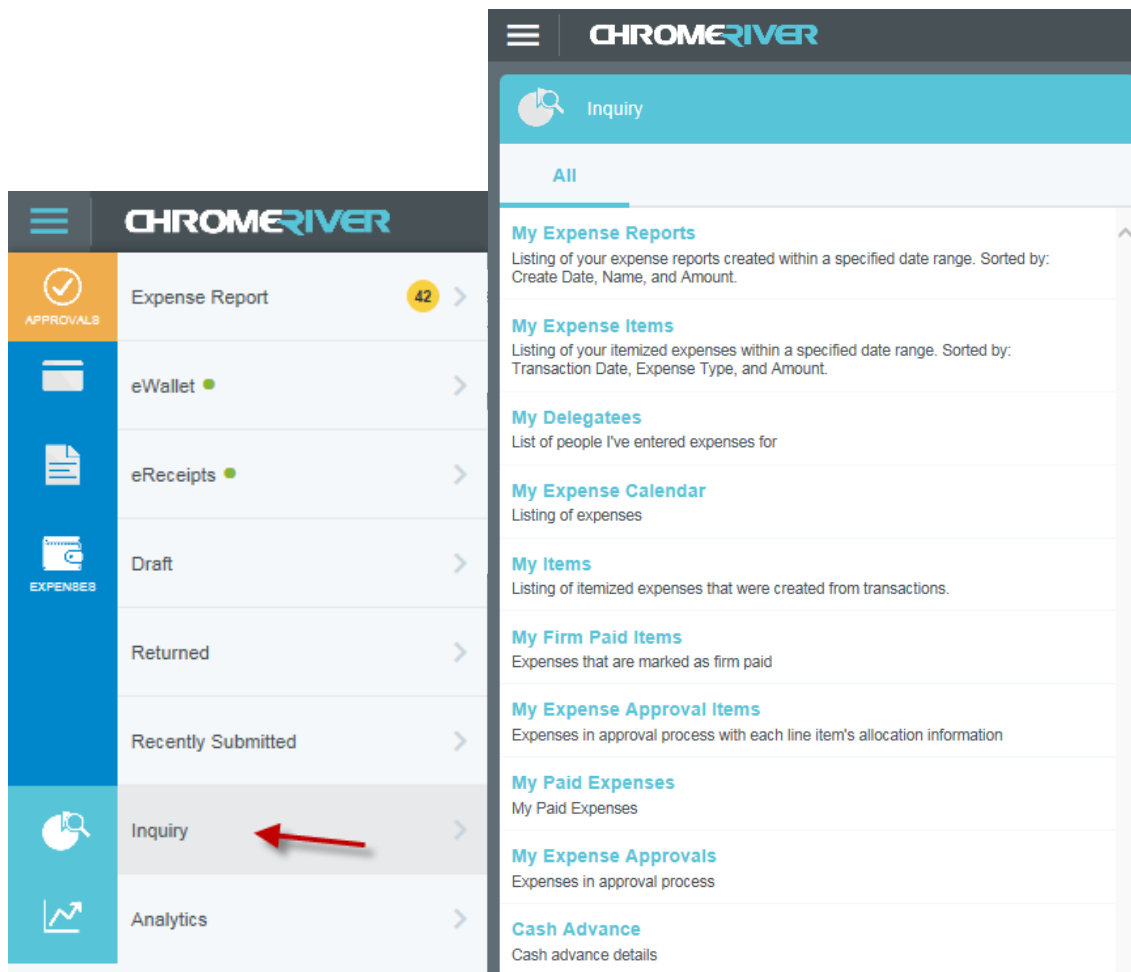 CHROMERIVER
APPROVALS
Expense Report
42
eWallet
eReceipts
EXPENSES
Draft
Returned
Recently Submitted
Inquiry
Analytics
CHROMERIVER
Inquiry
All
My Expense Reports
Listing of your expense reports created within a specified date range. Sorted by:
Create Date, Name, and Amount.
My Expense Items
Listing of your itemized expenses within a specified date range. Sorted by:
Transaction Date, Expense Type, and Amount.
My Delegatees
List of people I've entered expenses for
My Expense Calendar
Listing of expenses
My Items
Listing of itemized expenses that were created from transactions.
My Firm Paid Items
Expenses that are marked as firm paid
My Expense Approval Items
Expenses in approval process with each line item's allocation information
My Paid Expenses
My Paid Expenses
My Expense Approvals
Expenses in approval process
Cash Advance
Cash advance details